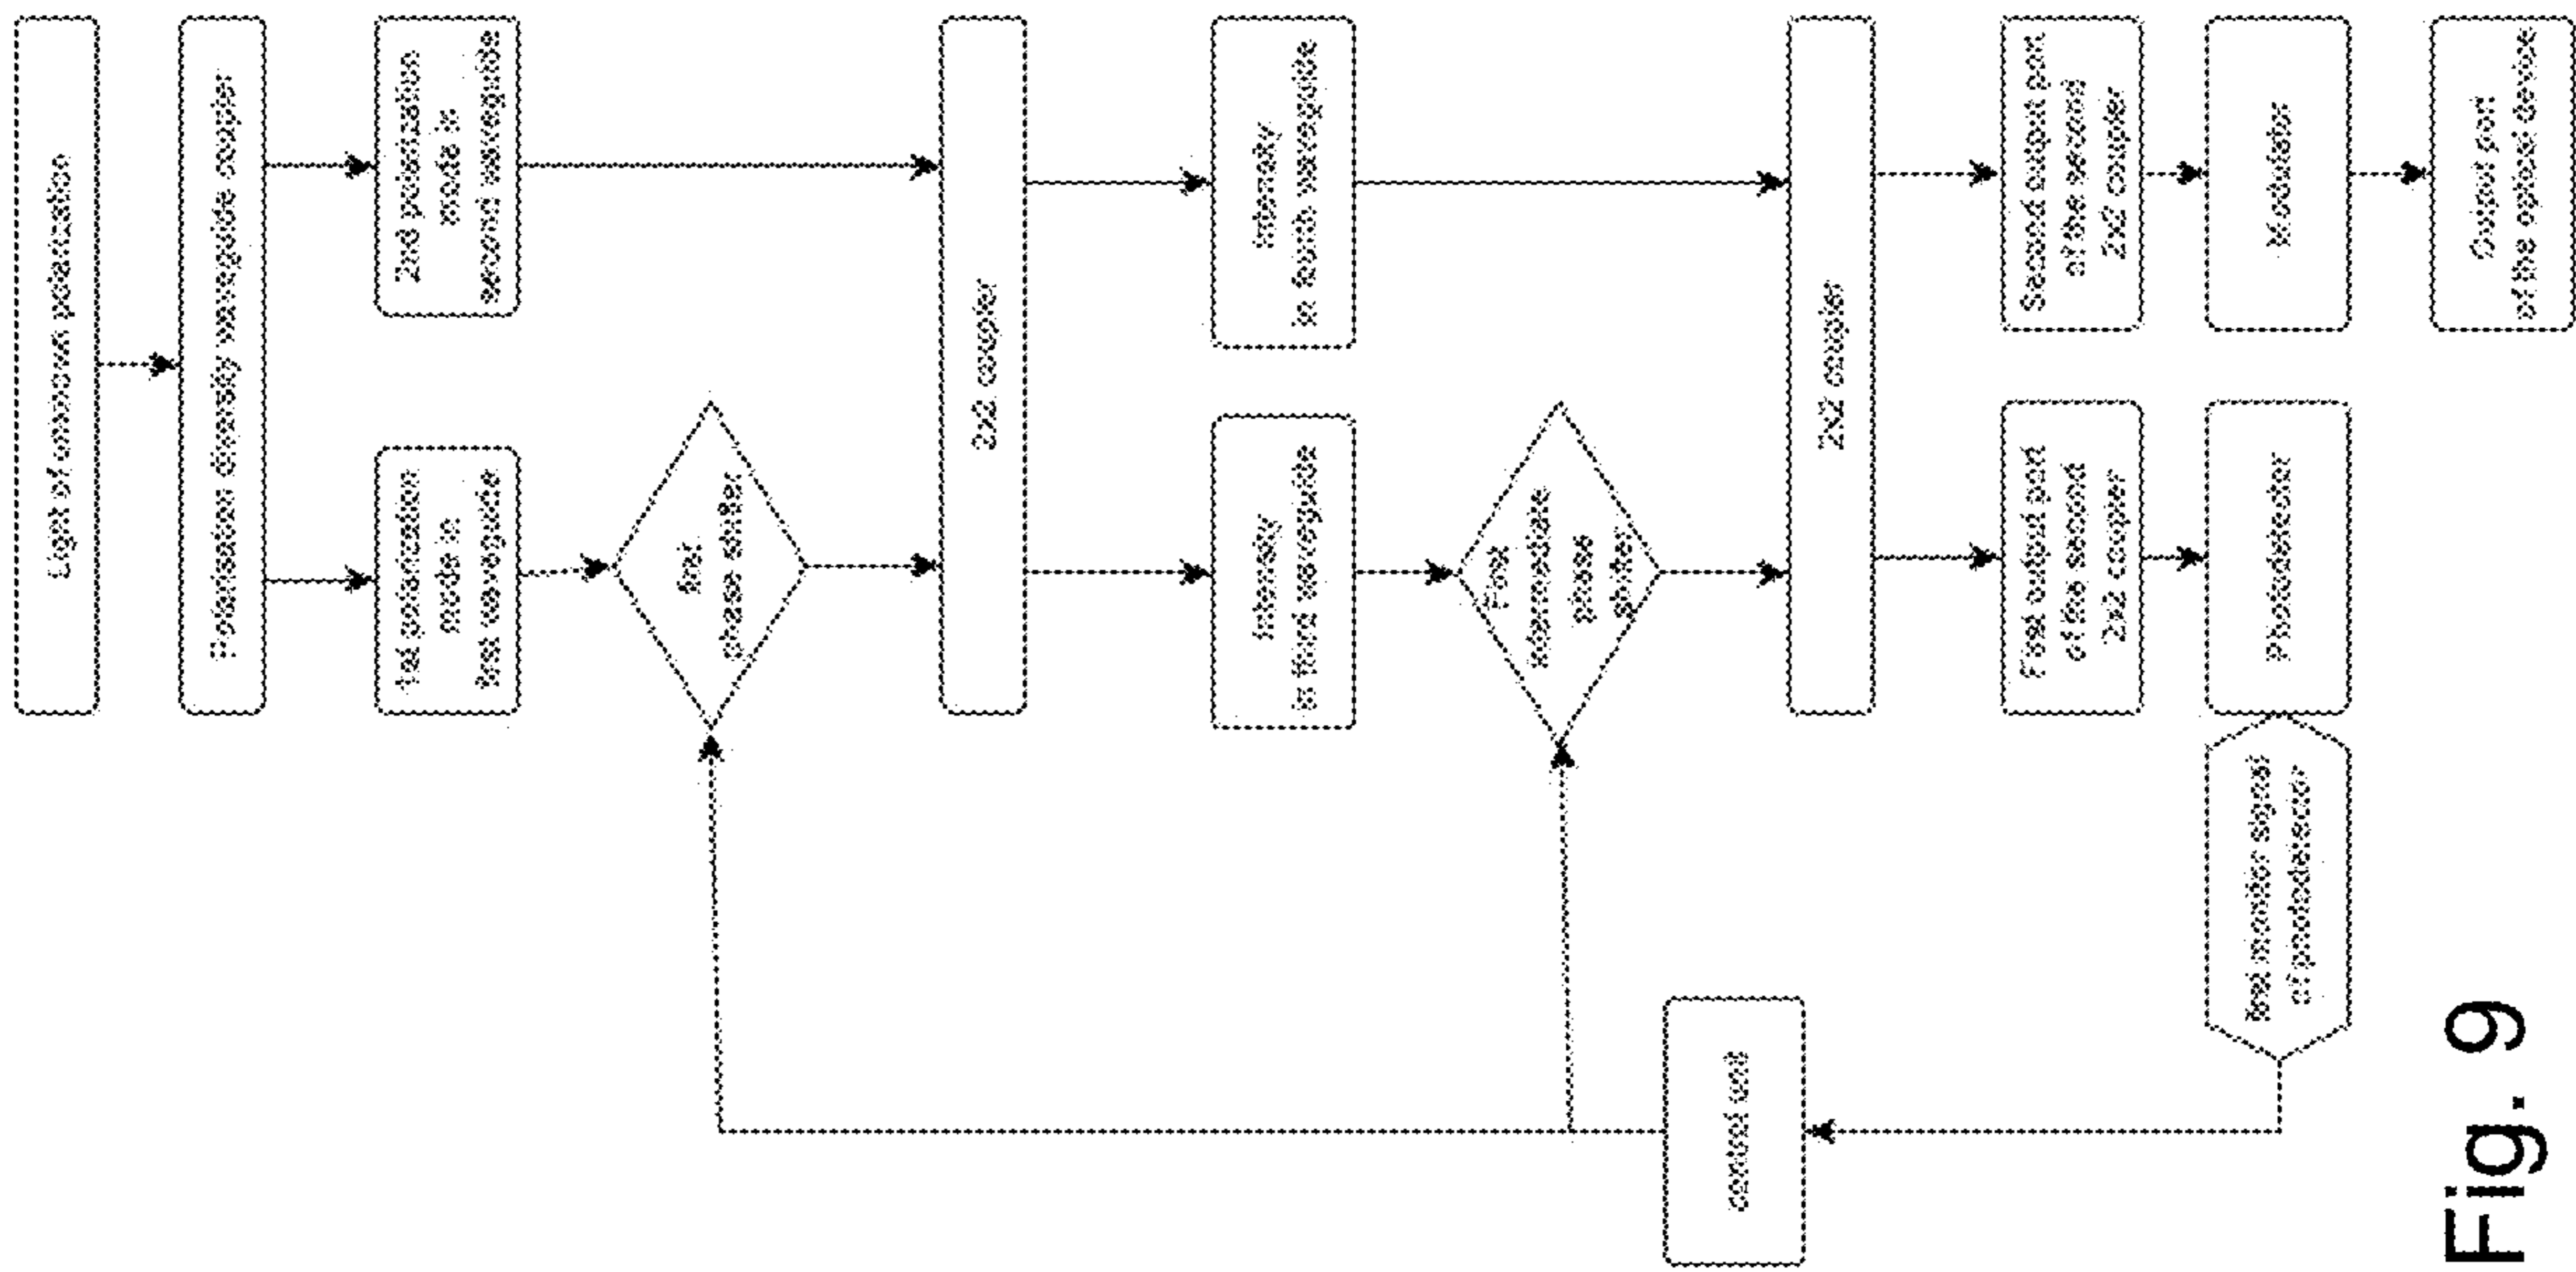 Light of unknown polarization
Polarisation diversity waveguide coupler
1st polarization
mode in
first waveguide
2nd polarization
mode in
second waveguide
first
phase shifter
2x2 coupler
Intensity
in third waveguide
Intensity
in fourth waveguide
First
intermediate
phase
shifter
2x2 coupler
First output port
of the second
2x2 coupler
Second output port
of the second
2x2 coupler
Photodetector
Modulator
first monitor signal
of photodetector
control unit
Output port
of the optical device
Fig. 9